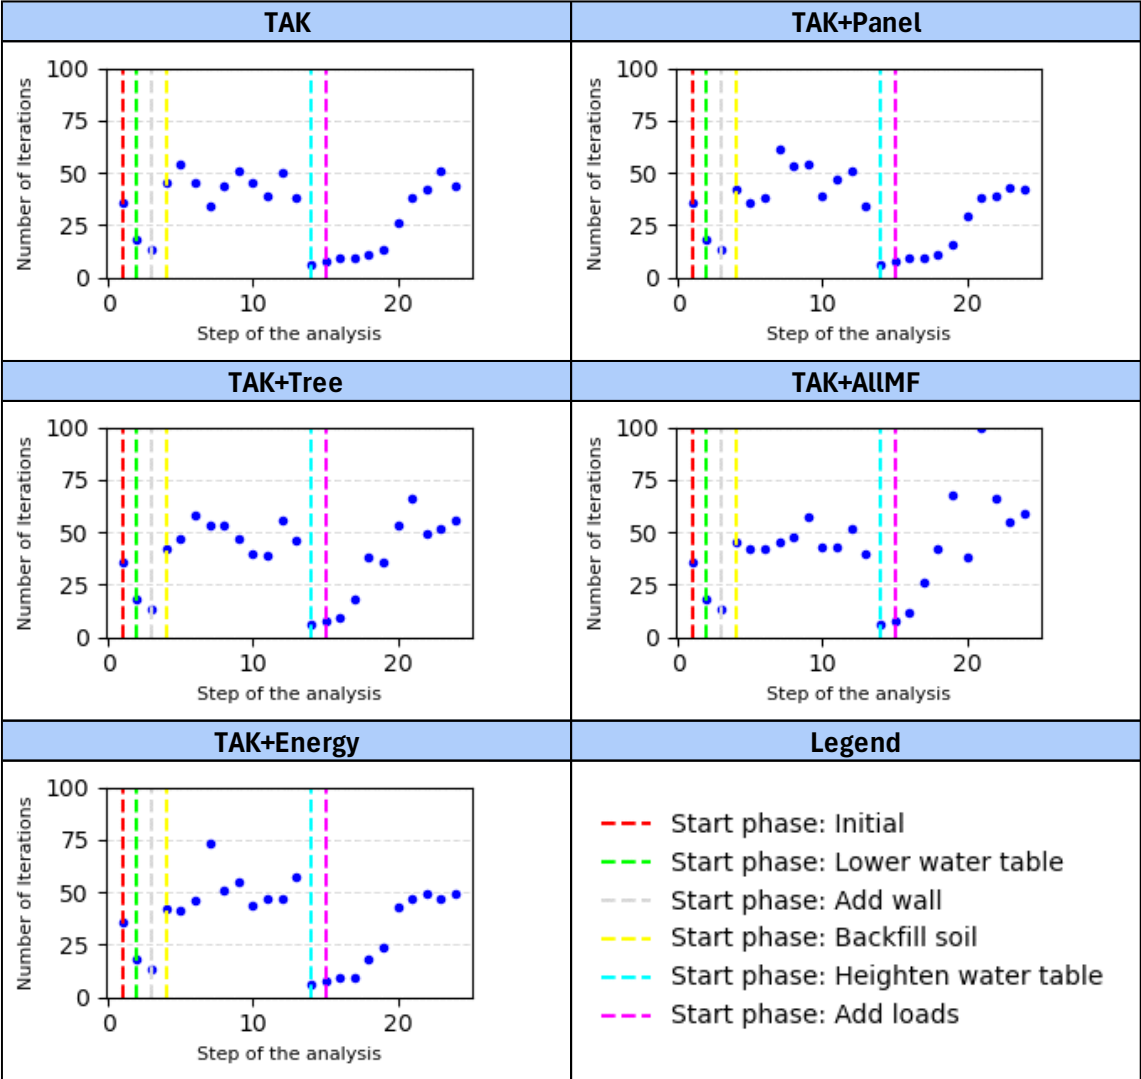 TAK
TAK+Panel
100
75
50
25
0
Number of Iterations
0 10 20
Step of the analysis
100
75
50
25
0
Number of Iterations
0 10 20
Step of the analysis
TAK+Tree
TAK+AllMF
100
75
50
25
0
Number of Iterations
0 10 20
Step of the analysis
100
75
50
25
0
Number of Iterations
0 10 20
Step of the analysis
TAK+Energy
Legend
100
75
50
25
0
Number of Iterations
0 10 20
Step of the analysis
Start phase: Initial
Start phase: Lower water table
Start phase: Add wall
Start phase: Backfill soil
Start phase: Heighten water table
Start phase: Add loads